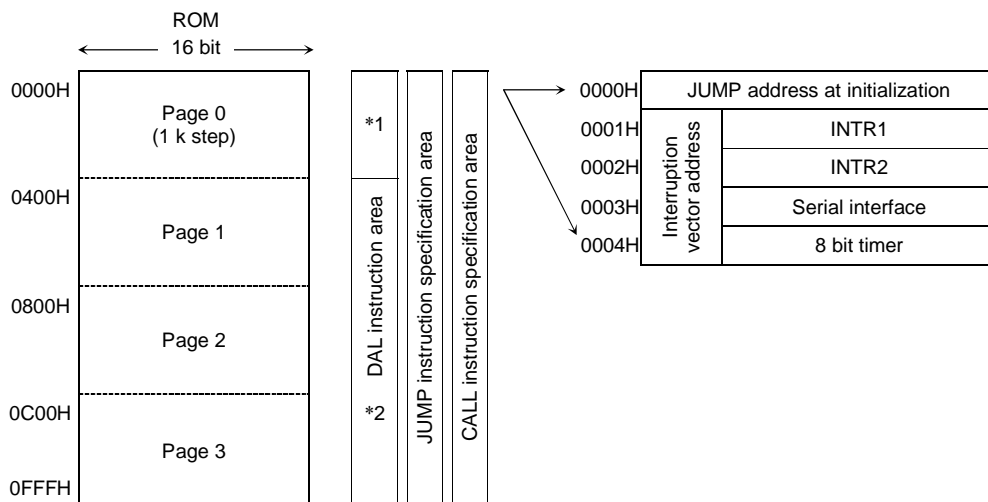 ROM
16 bit
0000H
Page 0
(1 k step)
0400H
Page 1
0800H
Page 2
0C00H
Page 3
0FFFH
*1
*2 DAL instruction area
JUMP instruction specification area
CALL instruction specification area
0000H JUMP address at initialization
Interruption
vector address
0001H INTR1
0002H INTR2
0003H Serial interface
0004H 8 bit timer